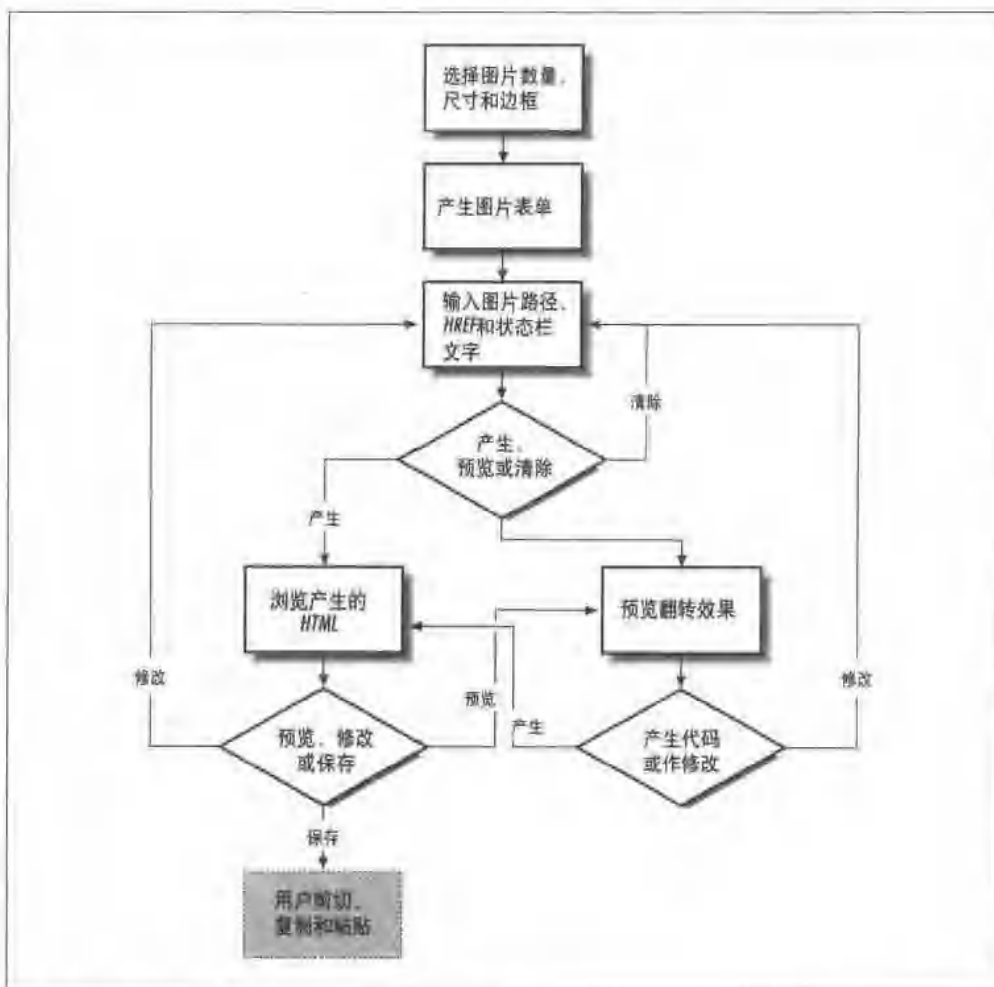 选择图片数量、
尺寸和边框
产生图片表单
输入图片路径、
HREF和状态栏
文字
清除
产生、
预览或清除
产生
浏览产生的
HTML
预览翻转效果
修改
预览
产生
修改
预览、修改
或保存
产生代码
或作修改
保存
用户剪切、
复制和粘贴